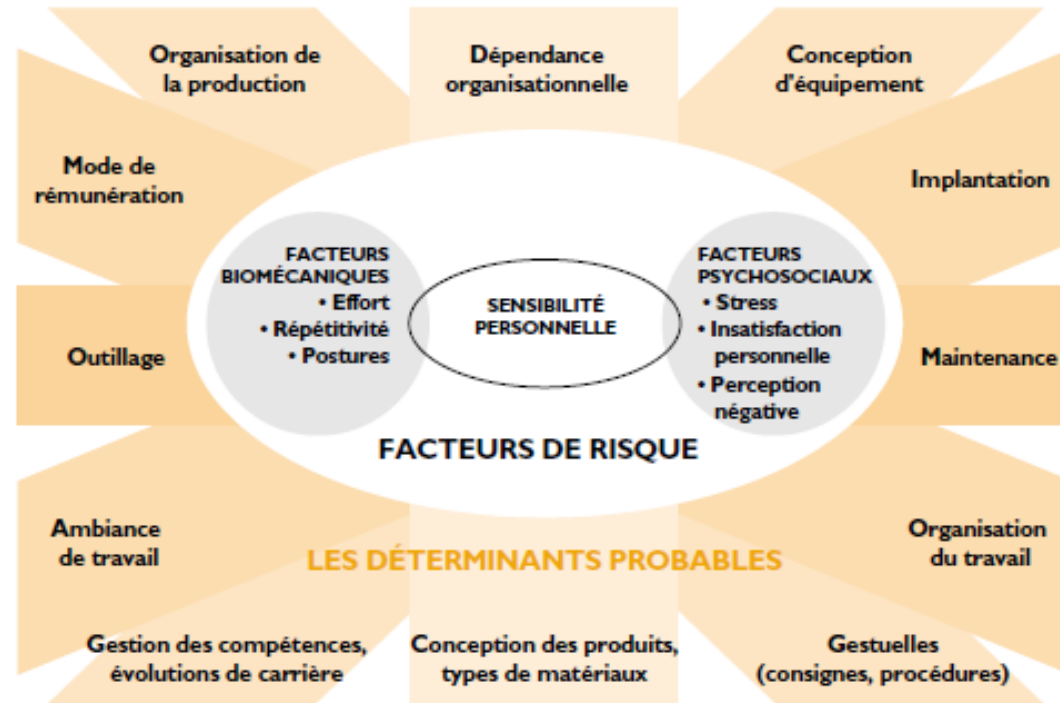 Organisation de
la production
Dépendance
organisationnelle
Conception
d'équipement
Mode de
rémunération
Implantation
FACTEURS
BIOMÉCANIQUES
• Effort
• Répétitivité
• Postures
SENSIBILITÉ
PERSONNELLE
FACTEURS
PSYCHOSOCIAUX
• Stress
• Insatisfaction
personnelle
• Perception
négative
Outillage
Maintenance
FACTEURS DE RISQUE
Ambiance
de travail
LES DÉTERMINANTS PROBABLES
Organisation
du travail
Gestion des compétences,
évolutions de carrière
Conception des produits,
types de matériaux
Gestuelles
(consignes, procédures)